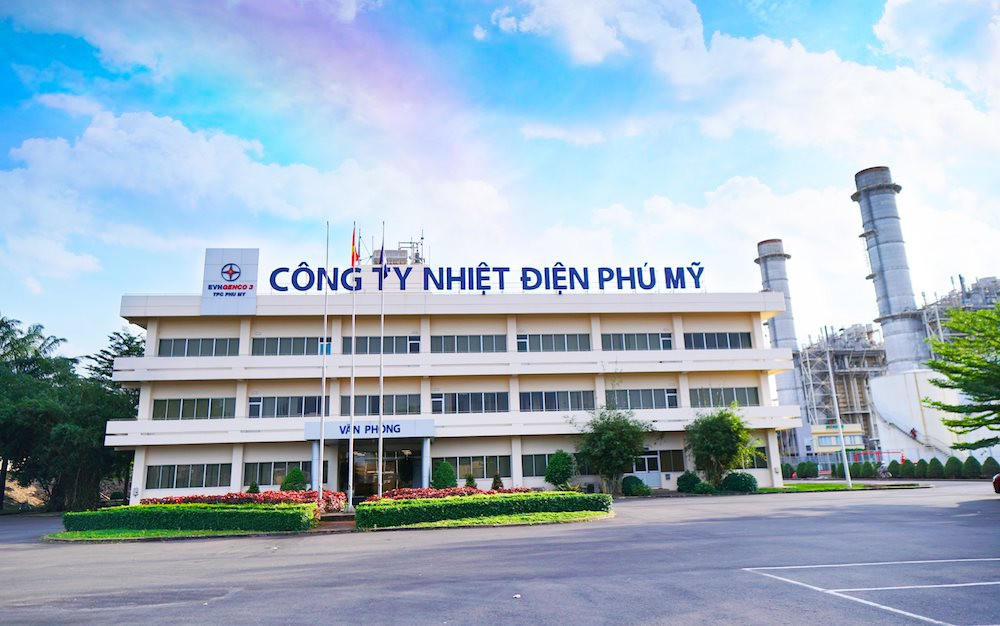 EVNGENCO 3
TPC PHU MY
CÔNG TY NHIỆT ĐIỆN PHÚ MỸ
VĂN PHÒNG